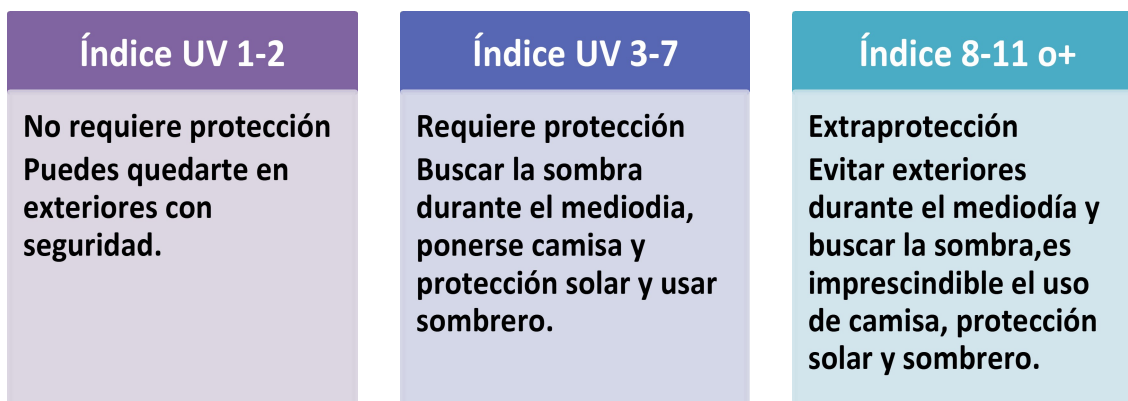 Índice UV 1-2
No requiere protección
Puedes quedarte en
exteriores con
seguridad.
Índice UV 3-7
Requiere protección
Buscar la sombra
durante el mediodia,
ponerse camisa y
protección solar y usar
sombrero.
Índice 8-11 o+
Extraprotección
Evitar exteriores
durante el mediodía y
buscar la sombra,es
imprescindible el uso
de camisa, protección
solar y sombrero.